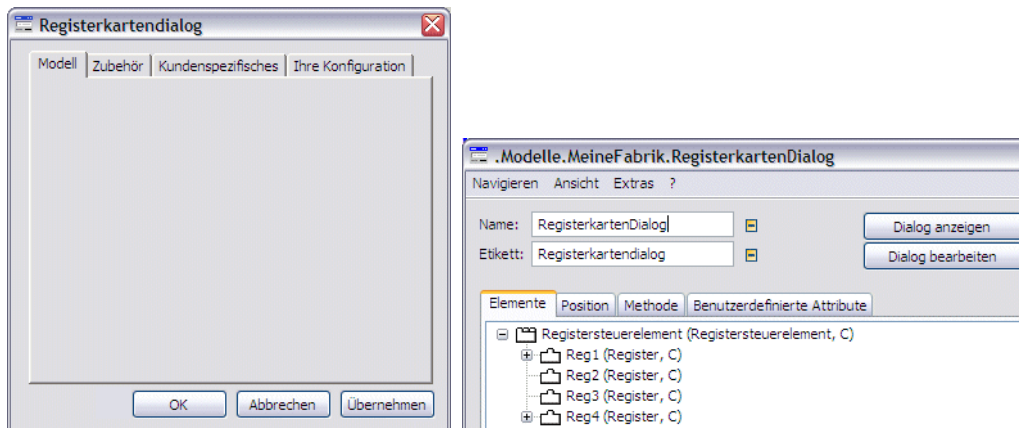 Registerkartendialog
Modell Zubehör Kundenspezifisches Ihre Konfiguration
OK Abbrechen Übernehmen
.Modelle.MeineFabrik.RegisterkartenDialog
Navigieren Ansicht Extras ?
Name: RegisterkartenDialog Dialog anzeigen
Etikett: Registerkartendialog Dialog bearbeiten
Elemente Position Methode Benutzerdefinierte Attribute
Registersteuerelement (Registersteuerelement, C)
Reg1 (Register, C)
Reg2 (Register, C)
Reg3 (Register, C)
Reg4 (Register, C)